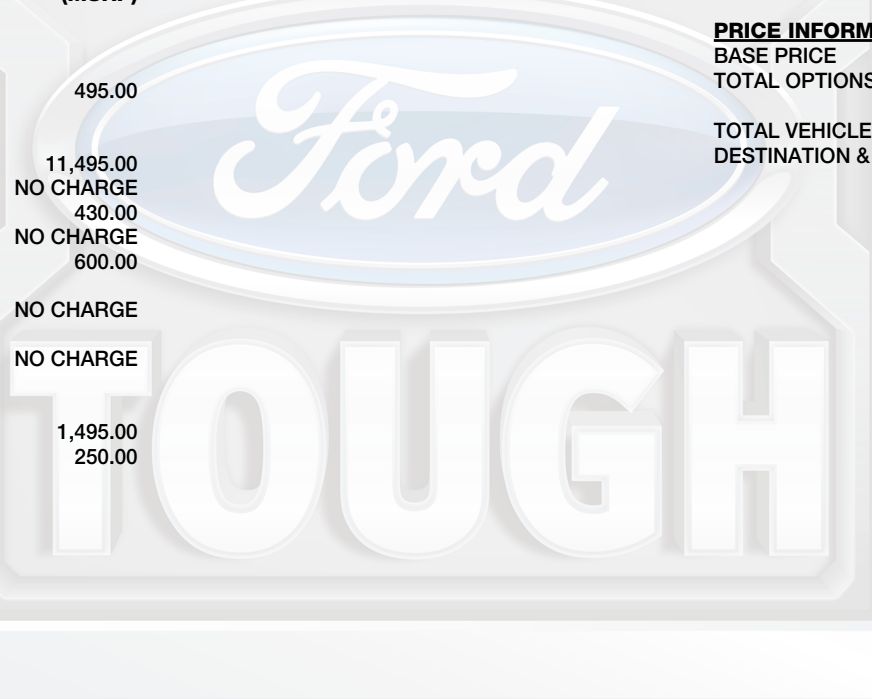 495.00
11,495.00
NO CHARGE
430.00
NO CHARGE
600.00
NO CHARGE
NO CHARGE
1,495.00
250.00
PRICE INFORM
BASE PRICE
TOTAL OPTIONS
TOTAL VEHICLE
DESTINATION &
Ford
TOUGH